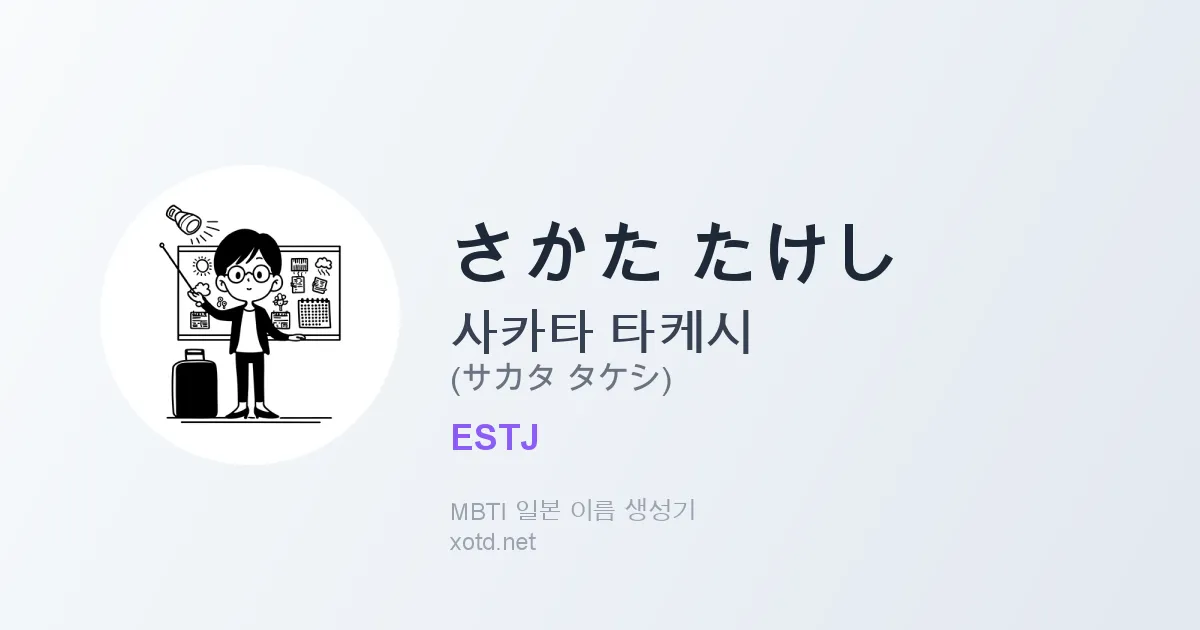 さかた たけし
사카타 타케시
(サカタ タケシ)
ESTJ
MBTI 일본 이름 생성기
xotd.net